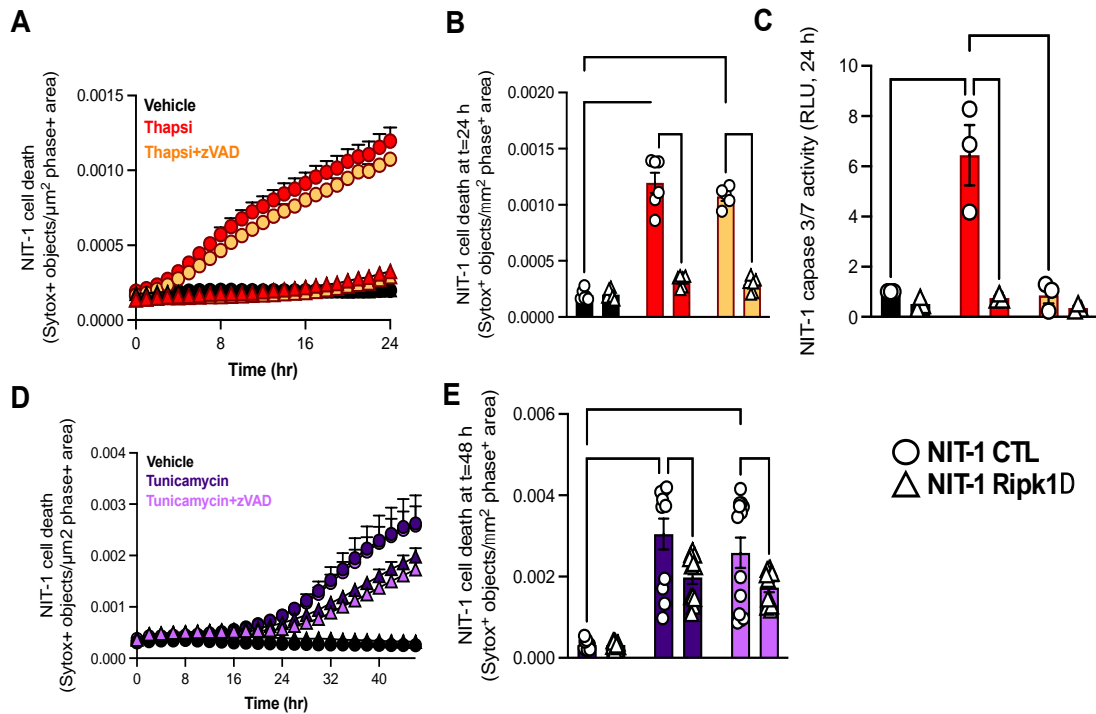 A
NIT-1 cell death
(Sytox+ objects/µm² phase+ area)
0.0015
0.0010
0.0005
0.0000
Vehicle
Thapsi
Thapsi+zVAD
0
8
16
24
Time (hr)
B
NIT-1 cell death at t=24 h
(Sytox⁺ objects/mm² phase⁺ area)
0.0020
0.0015
0.0010
0.0005
0.0000
C
NIT-1 capase 3/7 activity (RLU, 24 h)
10
8
6
4
2
0
D
NIT-1 cell death
(Sytox+ objects/µm2 phase+ area)
0.004
0.003
0.002
0.001
0.000
Vehicle
Tunicamycin
Tunicamycin+zVAD
0
8
16
24
32
40
Time (hr)
E
NIT-1 cell death at t=48 h
(Sytox⁺ objects/mm² phase⁺ area)
0.006
0.004
0.002
0.000
NIT-1 CTL
NIT-1 Ripk1D